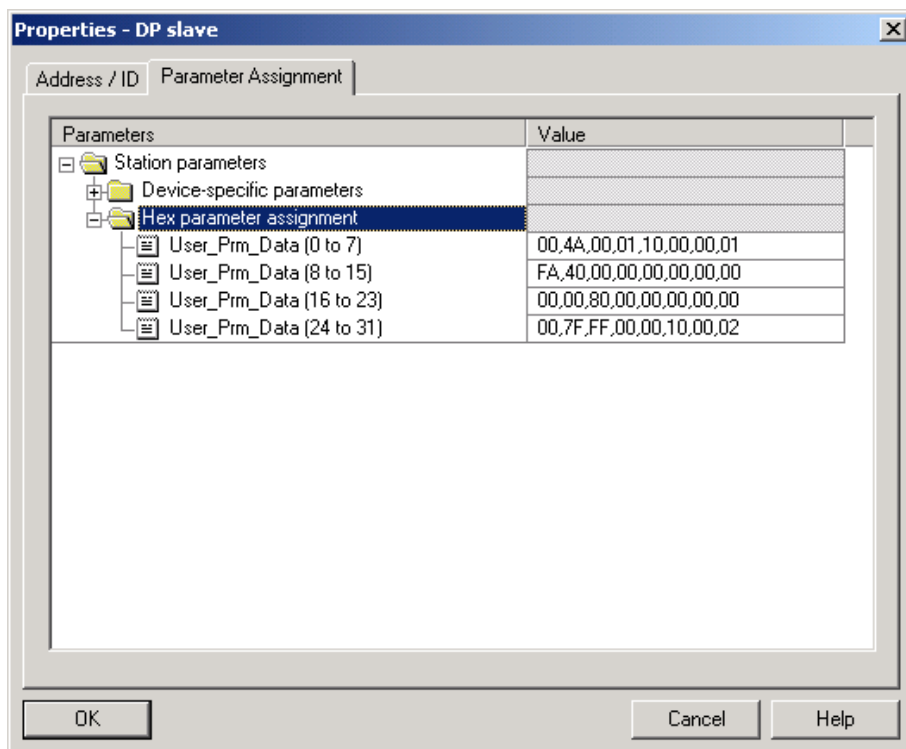 Properties - DP slave
Address / ID Parameter Assignment
Parameters Value
Station parameters
Device-specific parameters
Hex parameter assignment
User_Prm_Data (0 to 7) 00,4A,00,01,10,00,00,01
User_Prm_Data (8 to 15) FA,40,00,00,00,00,00,00
User_Prm_Data (16 to 23) 00,00,80,00,00,00,00,00
User_Prm_Data (24 to 31) 00,7F,FF,00,00,10,00,02
OK Cancel Help